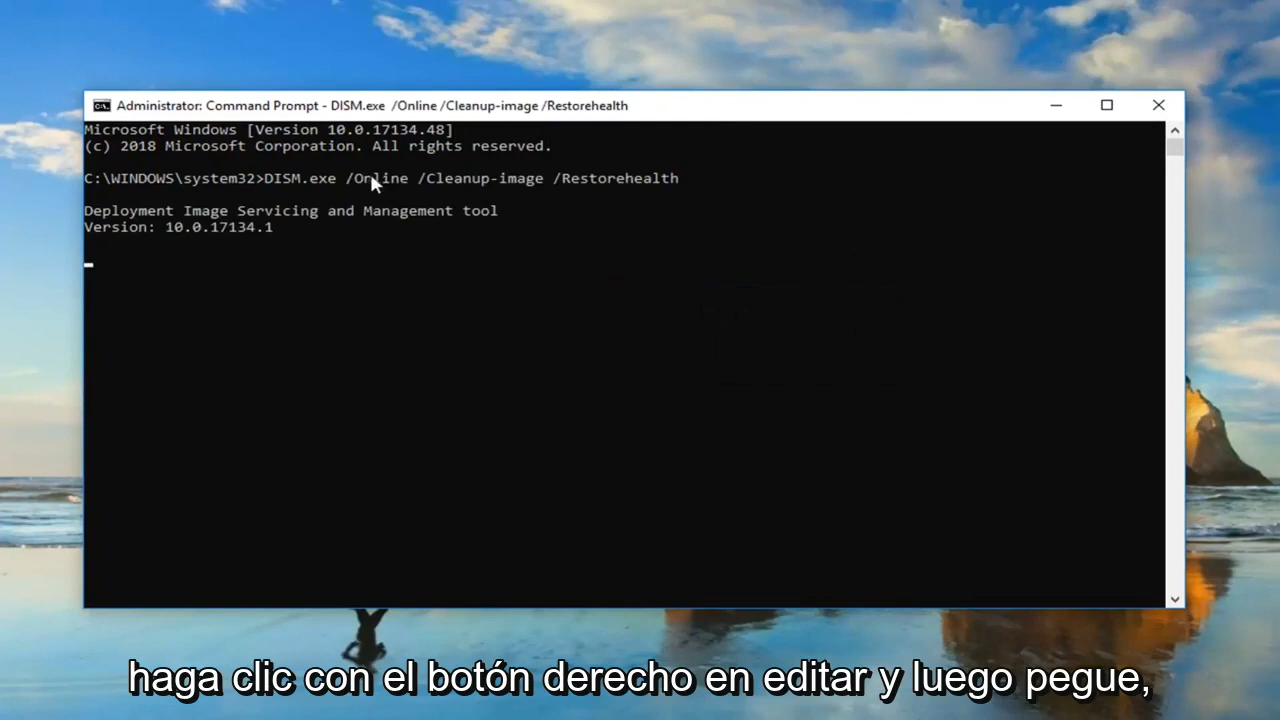 Administrator: Command Prompt - DISM.exe  /Online /Cleanup-image /Restorehealth
Microsoft Windows [Version 10.0.17134.48]
(c) 2018 Microsoft Corporation. All rights reserved.
C:\WINDOWS\system32>DISM.exe /Online /Cleanup-image /Restorehealth
Deployment Image Servicing and Management tool
Version: 10.0.17134.1
haga clic con el botón derecho en editar y luego pegue,